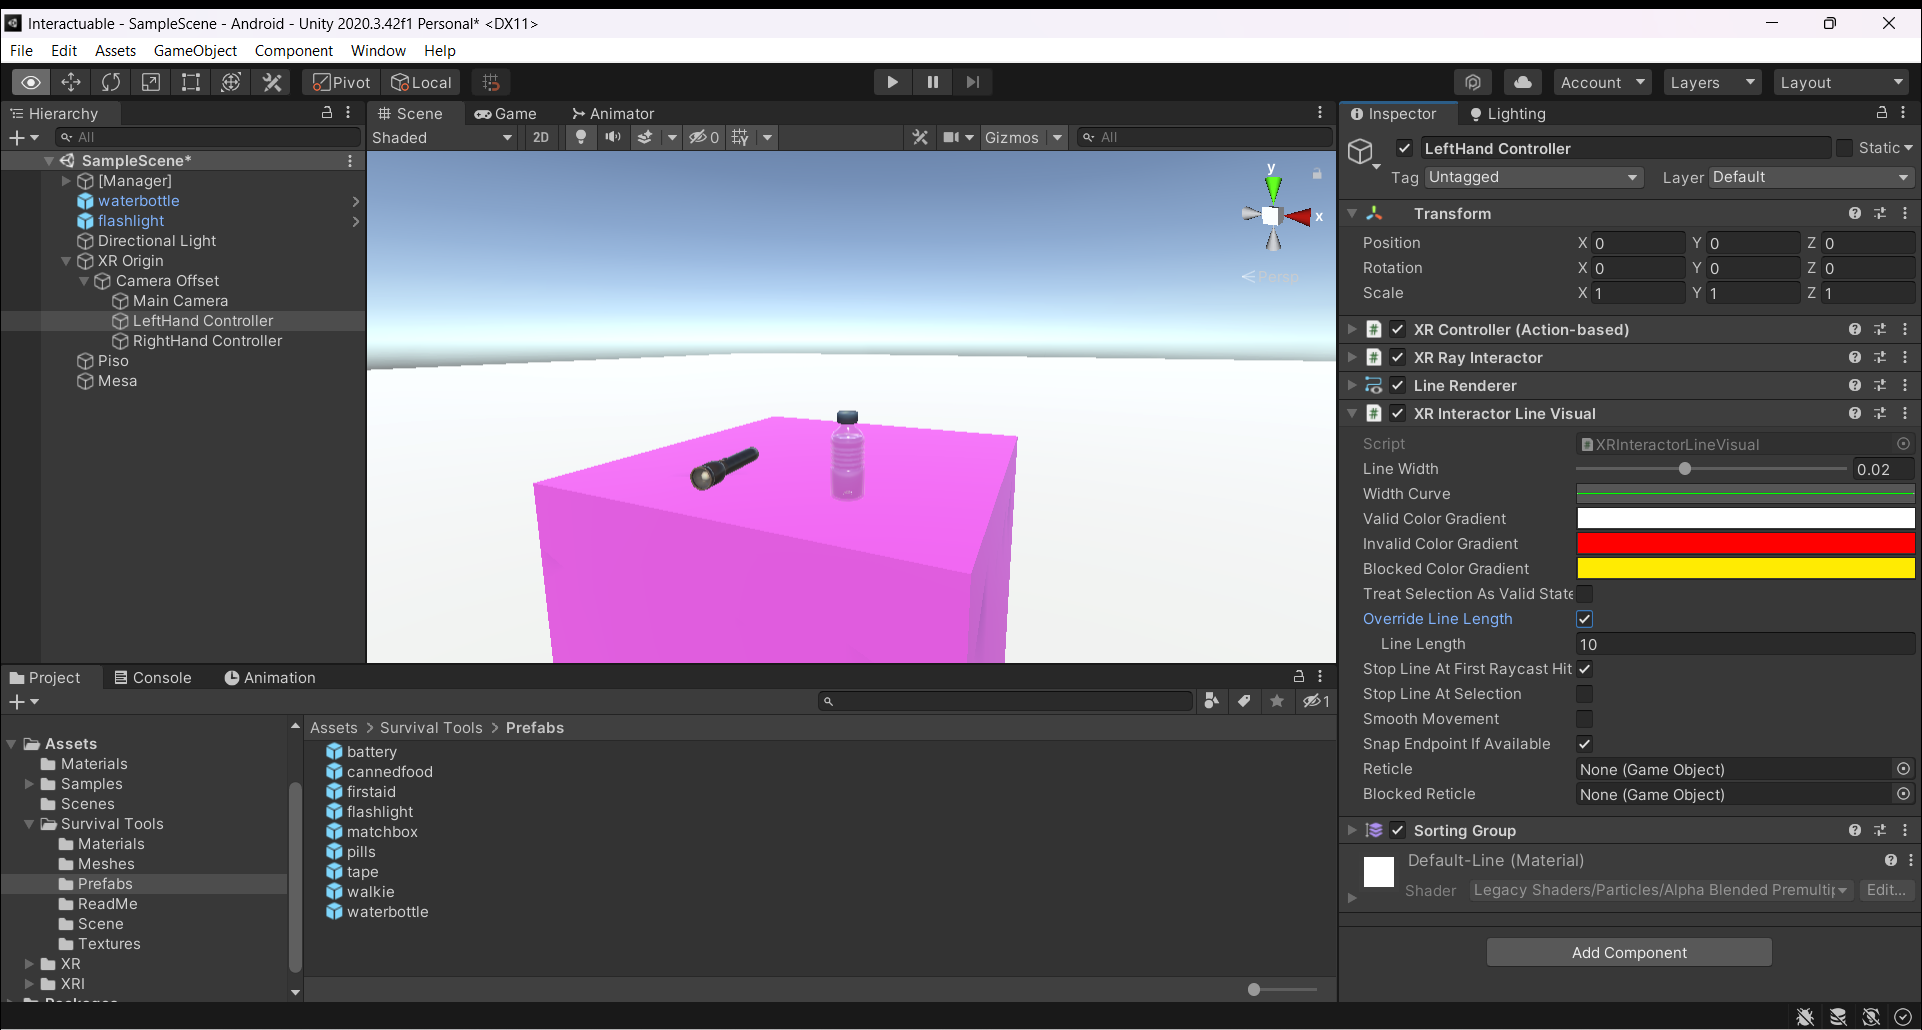 Interactuable - SampleScene - Android - Unity 2020.3.42f1 Personal* <DX11>
File Edit Assets GameObject Component Window Help
Pivot Local Account Layers Layout
Hierarchy
All
SampleScene*
[Manager]
waterbottle
flashlight
Directional Light
XR Origin
Camera Offset
Main Camera
LeftHand Controller
RightHand Controller
Piso
Mesa
Scene Game Animator
Shaded 2D 0 Gizmos All
y
x
Persp
Project Console Animation
1
Assets
Materials
Samples
Scenes
Survival Tools
Materials
Meshes
Prefabs
ReadMe
Scene
Textures
XR
XRI
Packages
Assets > Survival Tools > Prefabs
battery
cannedfood
firstaid
flashlight
matchbox
pills
tape
walkie
waterbottle
Inspector Lighting
LeftHand Controller Static
Tag Untagged Layer Default
Transform
Position X 0 Y 0 Z 0
Rotation X 0 Y 0 Z 0
Scale X 1 Y 1 Z 1
XR Controller (Action-based)
XR Ray Interactor
Line Renderer
XR Interactor Line Visual
Script XRInteractorLineVisual
Line Width 0.02
Width Curve
Valid Color Gradient
Invalid Color Gradient
Blocked Color Gradient
Treat Selection As Valid State
Override Line Length
Line Length 10
Stop Line At First Raycast Hit
Stop Line At Selection
Smooth Movement
Snap Endpoint If Available
Reticle None (Game Object)
Blocked Reticle None (Game Object)
Sorting Group
Default-Line (Material)
Shader Legacy Shaders/Particles/Alpha Blended Premultip Edit...
Add Component